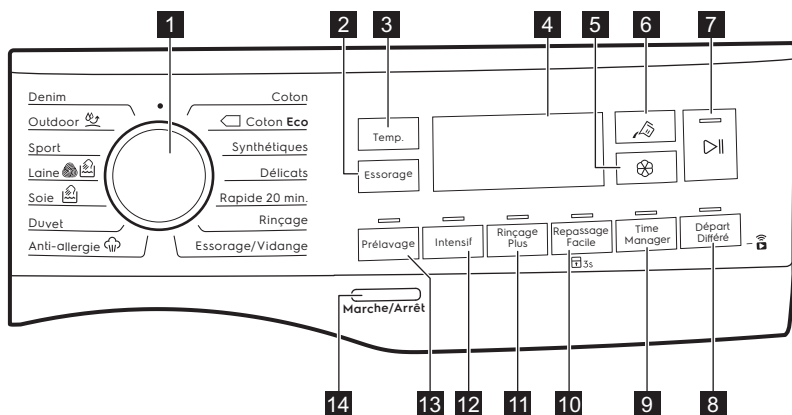 1
2
3
4
5
6
7
Denim
Outdoor
Sport
Laine
Soie
Duvet
Anti-allergie
Coton
Coton Eco
Synthétiques
Délicats
Rapide 20 min.
Rinçage
Essorage/Vidange
Temp.
Essorage
Prélavage
Intensif
Rinçage
Plus
Repassage
Facile
Time
Manager
Départ
Différé
3s
Marche/Arrêt
14
13
12
11
10
9
8